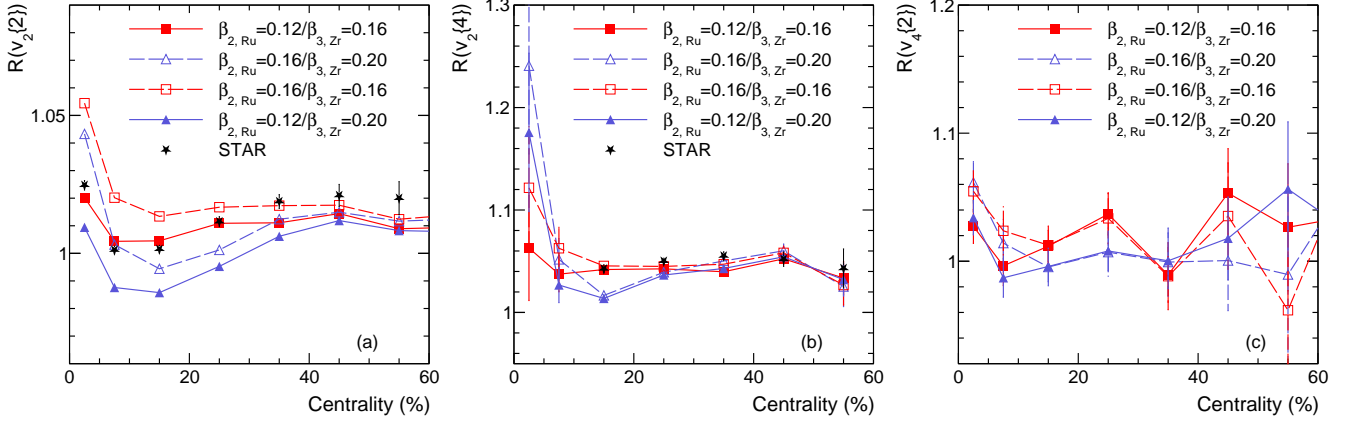 R(v2{2})
1.05
1
(a)
β2, Ru=0.12/β3, Zr=0.16
β2, Ru=0.16/β3, Zr=0.20
β2, Ru=0.16/β3, Zr=0.16
β2, Ru=0.12/β3, Zr=0.20
STAR
0 20 40 60
Centrality (%)
R(v2{4})
1.3
1.2
1.1
1
(b)
β2, Ru=0.12/β3, Zr=0.16
β2, Ru=0.16/β3, Zr=0.20
β2, Ru=0.16/β3, Zr=0.16
β2, Ru=0.12/β3, Zr=0.20
STAR
0 20 40 60
Centrality (%)
R(v4{2})
1.2
1.1
1
(c)
β2, Ru=0.12/β3, Zr=0.16
β2, Ru=0.16/β3, Zr=0.20
β2, Ru=0.16/β3, Zr=0.16
β2, Ru=0.12/β3, Zr=0.20
0 20 40 60
Centrality (%)